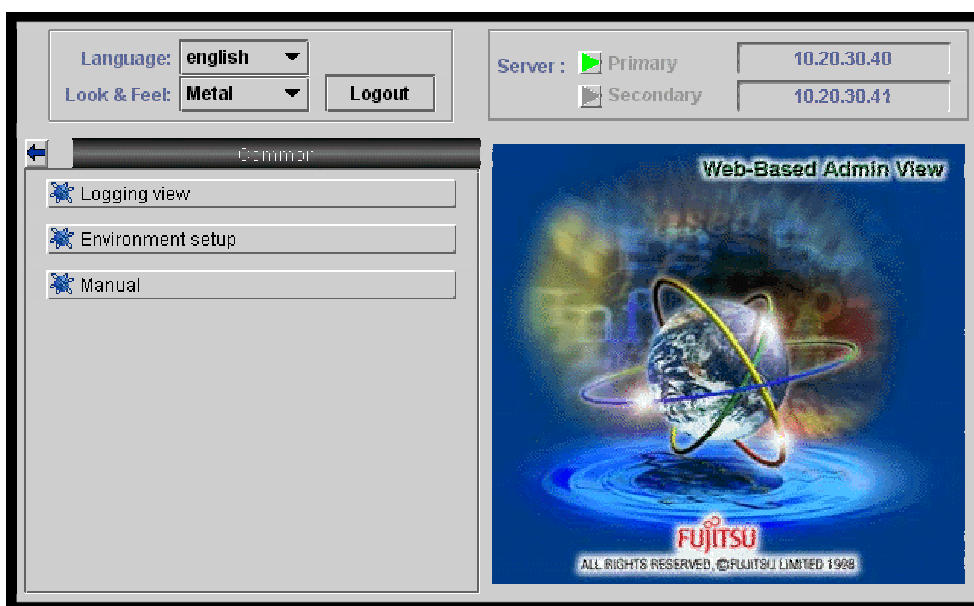 Language: english
Look & Feel: Metal
Logout
Server : Primary 10.20.30.40
Secondary 10.20.30.41
Common
Logging view
Environment setup
Manual
Web-Based Admin View
FUJITSU
ALL RIGHTS RESERVED, ©FUJITSU LIMITED 1998